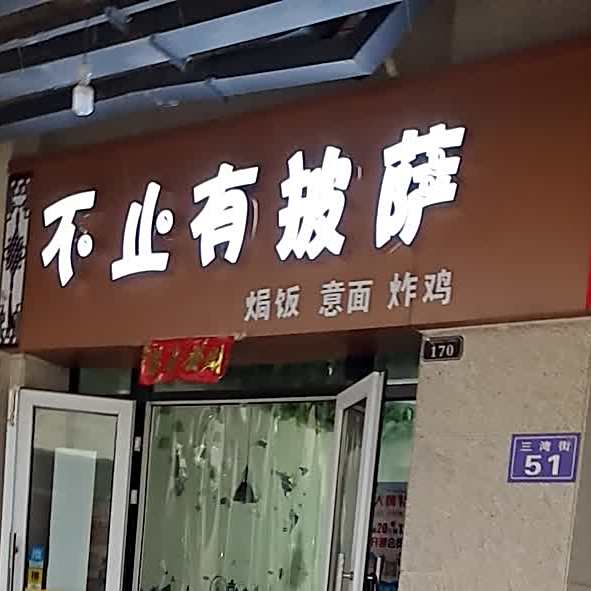 不止有披萨
焗饭 意面 炸鸡
170
三湾街
51